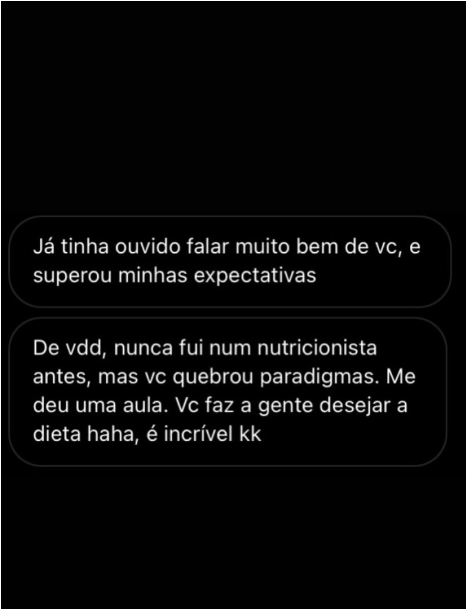 Já tinha ouvido falar muito bem de vc, e
superou minhas expectativas
De vdd, nunca fui num nutricionista
antes, mas vc quebrou paradigmas. Me
deu uma aula. Vc faz a gente desejar a
dieta haha, é incrível kk